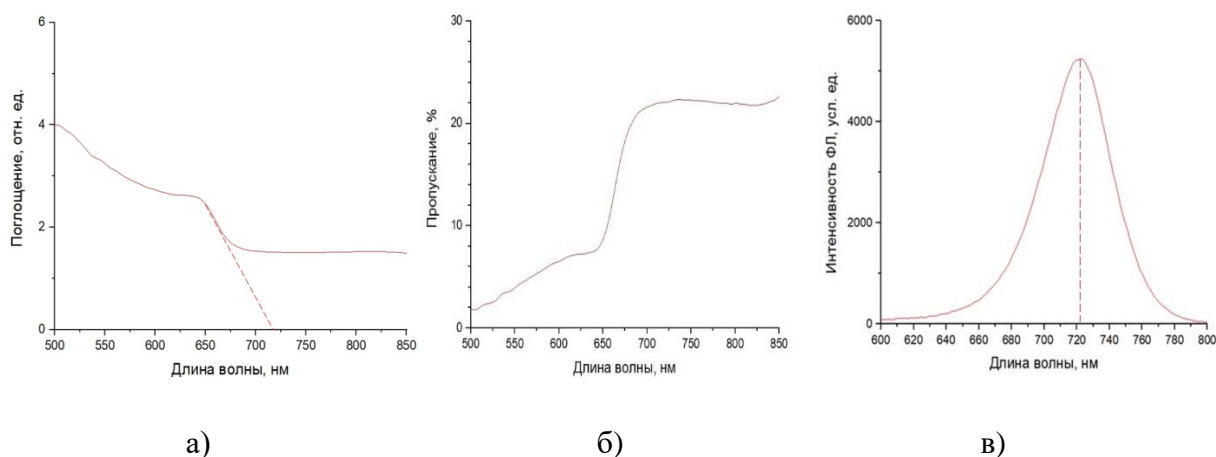 Поглощение, отн. ед.
6
4
2
0
500 550 600 650 700 750 800 850
Длина волны, нм
а)
Пропускание, %
30
20
10
0
500 550 600 650 700 750 800 850
Длина волны, нм
б)
Интенсивность ФЛ, усл. ед.
6000
4000
2000
0
600 620 640 660 680 700 720 740 760 780 800
Длина волны, нм
в)